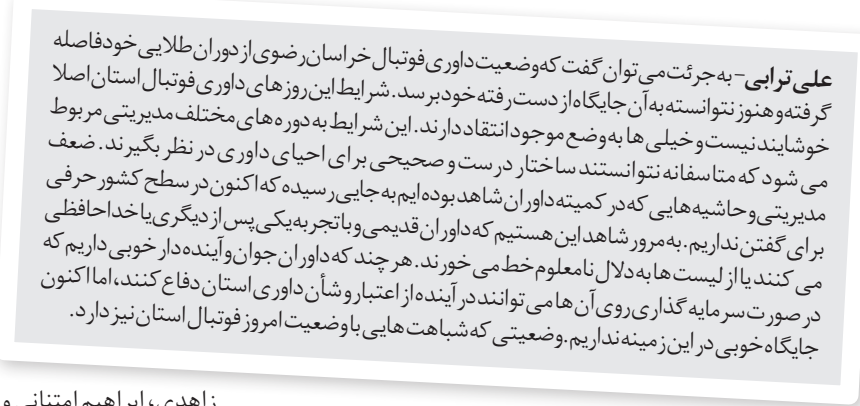 علی ترابی- به جرئت می توان گفت که وضعیت داوری فوتبال خراسان رضوی از دوران طلایی خود فاصله
گرفته و هنوز نتوانسته به آن جایگاه از دست رفته خود برسد. شرایط این روزهای داوری فوتبال استان اصلا
خوشایند نیست و خیلی ها به وضع موجود انتقاد دارند. این شرایط به دوره های مختلف مدیریتی مربوط
می شود که متاسفانه نتوانستند ساختار درست و صحیحی برای احیای داوری در نظر بگیرند. ضعف
مدیریتی و حاشیه هایی که در کمیته داوران شاهد بوده ایم به جایی رسیده که اکنون در سطح کشور حرفی
برای گفتن نداریم. به مرور شاهد این هستیم که داوران قدیمی و با تجربه یکی پس از دیگری یا خداحافظی
می کنند یا از لیست ها به دلال نامعلوم خط می خورند. هر چند که داوران جوان و آینده دار خوبی داریم که
در صورت سرمایه گذاری روی آن ها می توانند در آینده از اعتبار و شأن داوری استان دفاع کنند، اما اکنون
جایگاه خوبی در این زمینه نداریم. وضعیتی که شباهت هایی با وضعیت امروز فوتبال استان نیز دارد.
زاهدی، ابراهیم امتنانی و